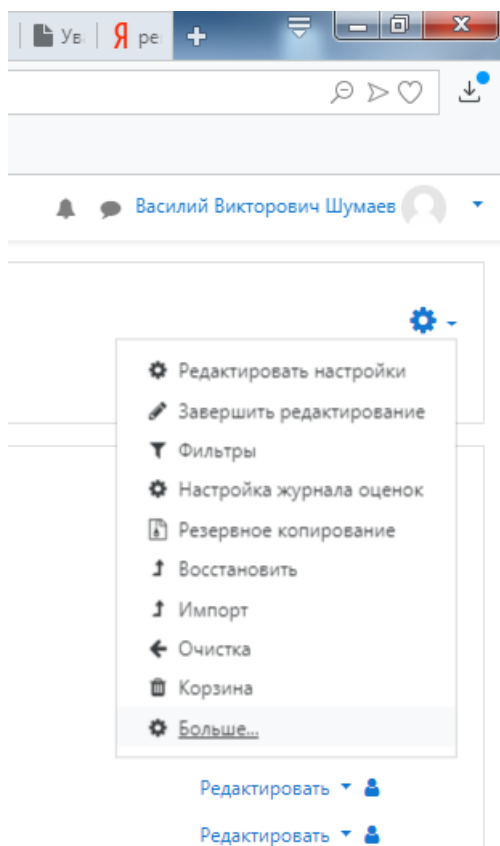 Ув. Я ре
Василий Викторович Шумаев
Редактировать настройки
Завершить редактирование
Фильтры
Настройка журнала оценок
Резервное копирование
Восстановить
Импорт
Очистка
Корзина
Больше...
Редактировать
Редактировать